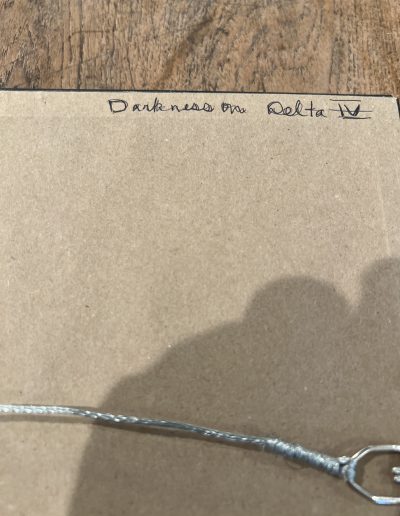 Darkness on Delta IV